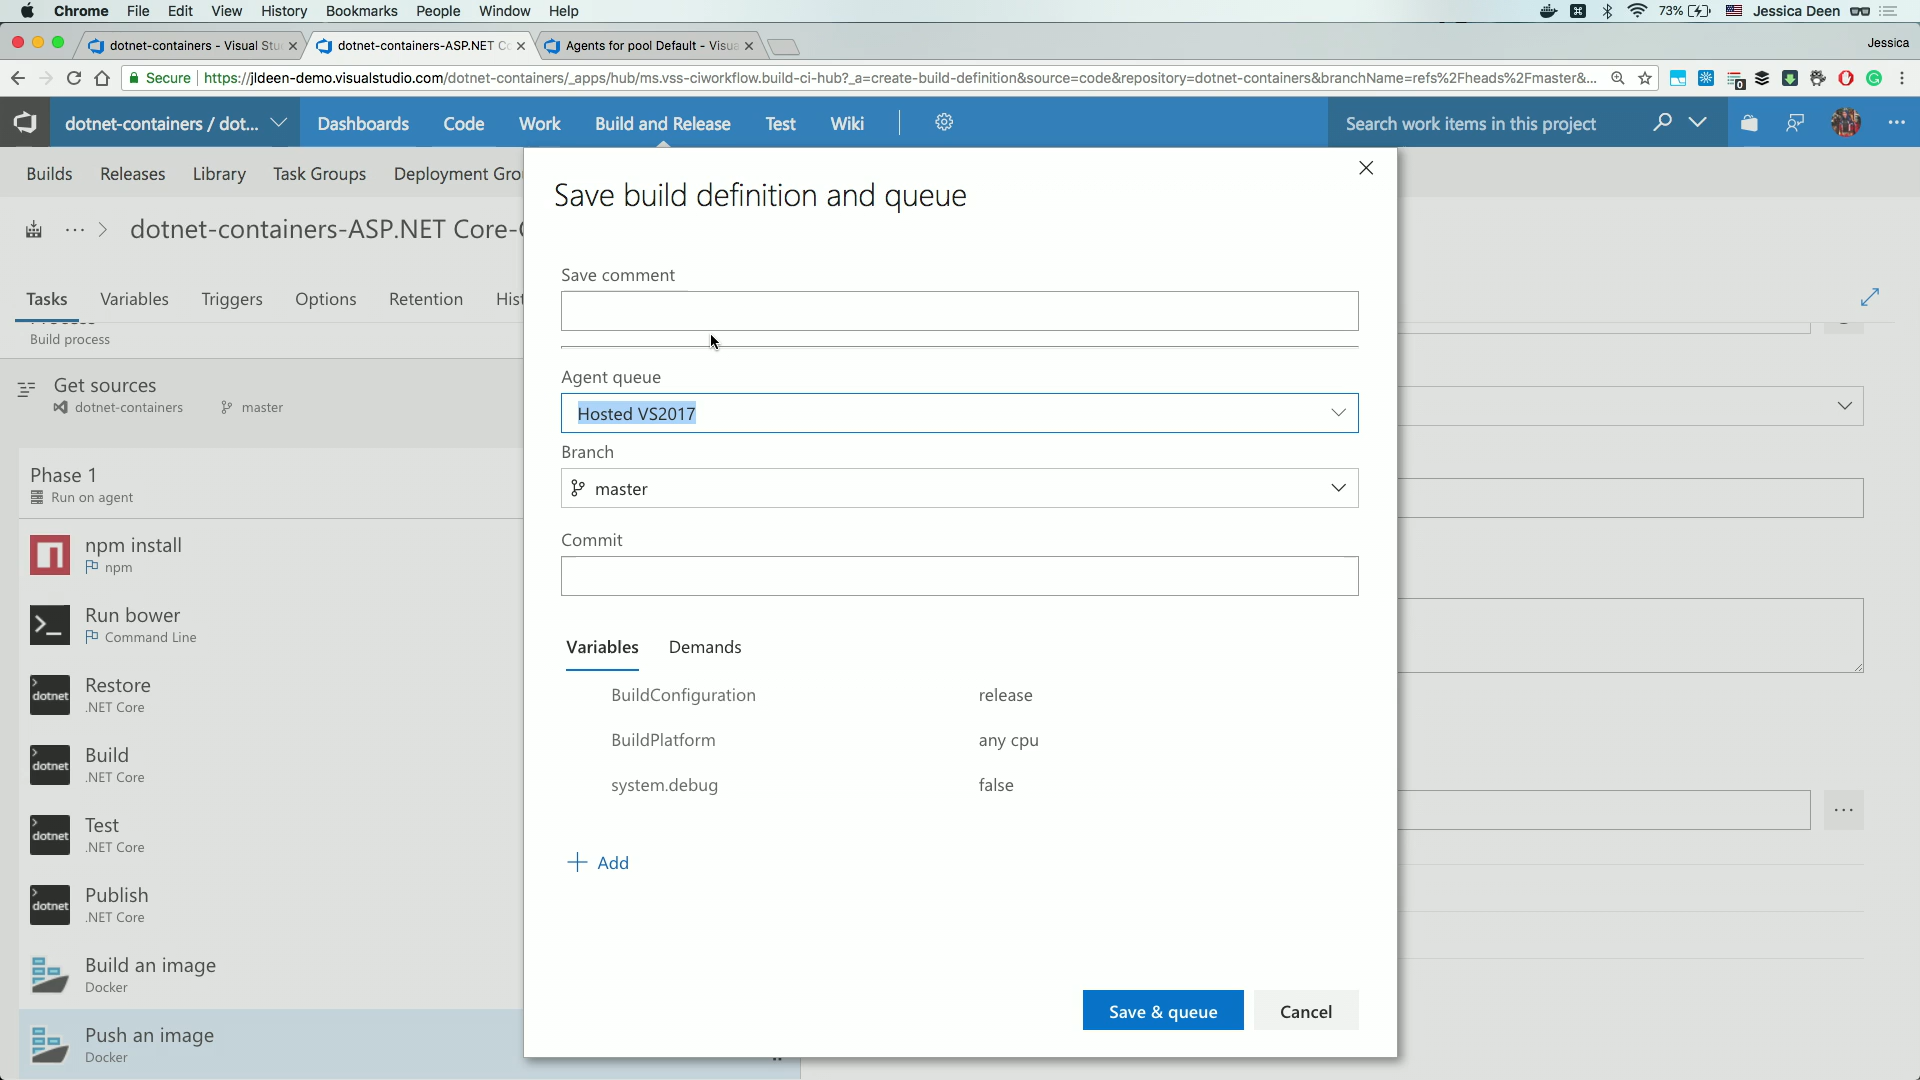 Chrome File Edit View History Bookmarks People Window Help 73% Jessica Deen
dotnet-containers - Visual Stu dotnet-containers-ASP.NET C Agents for pool Default - Visua Jessica
Secure https://jldeen-demo.visualstudio.com/dotnet-containers/_apps/hub/ms.vss-ciworkflow.build-ci-hub?_a=create-build-definition&source=code&repository=dotnet-containers&branchName=refs%2Fheads%2Fmaster&... 0
dotnet-containers / dot... Dashboards Code Work Build and Release Test Wiki Search work items in this project ...
Builds Releases Library Task Groups Deployment Gro
... > dotnet-containers-ASP.NET Core-
Tasks Variables Triggers Options Retention Hist
Build process
Get sources
dotnet-containers master
Phase 1
Run on agent
npm install
npm
Run bower
Command Line
dotnet Restore
.NET Core
dotnet Build
.NET Core
dotnet Test
.NET Core
dotnet Publish
.NET Core
Build an image
Docker
Push an image
Docker
Save build definition and queue
Save comment
Agent queue
Hosted VS2017
Branch
master
Commit
Variables Demands
BuildConfiguration release
BuildPlatform any cpu
system.debug false
+ Add
Save & queue Cancel
...